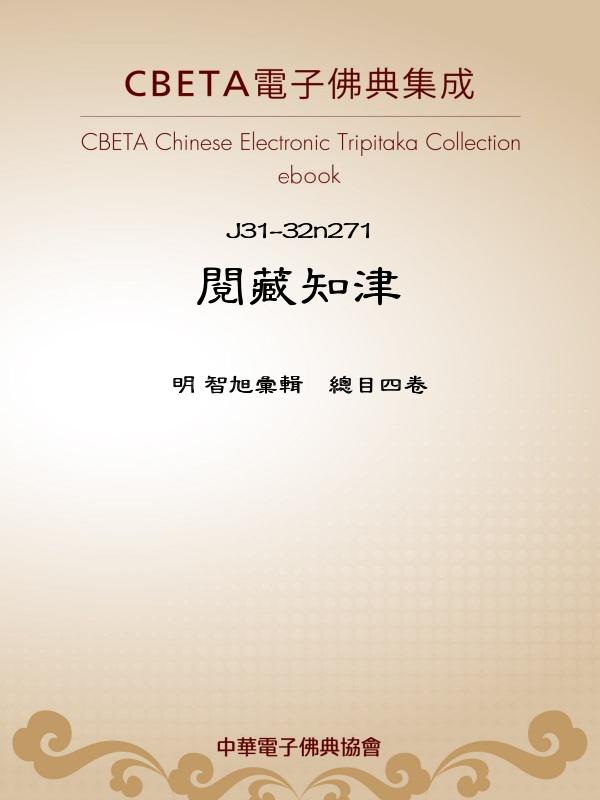 CBETA電子佛典集成
CBETA Chinese Electronic Tripitaka Collection
ebook
J31--32n271
閱藏知津
明 智旭彙輯　總目四卷
中華電子佛典協會